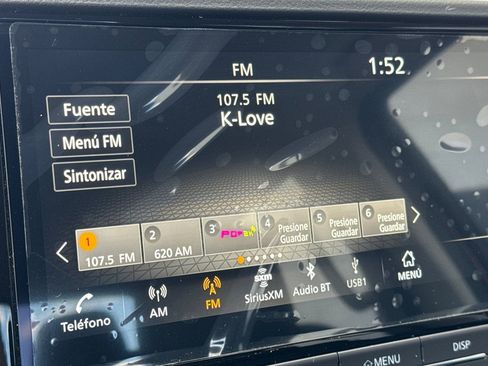 FM
1:52
107.5 FM
K-Love
Fuente
Menú FM
Sintonizar
1
107.5 FM
2
620 AM
3
4
Presione
Guardar
5
Presione
Guardar
6
Presione
Guardar
Teléfono
AM
FM
sxm
SiriusXM
Audio BT
USB1
MENÚ
MENU
DISP